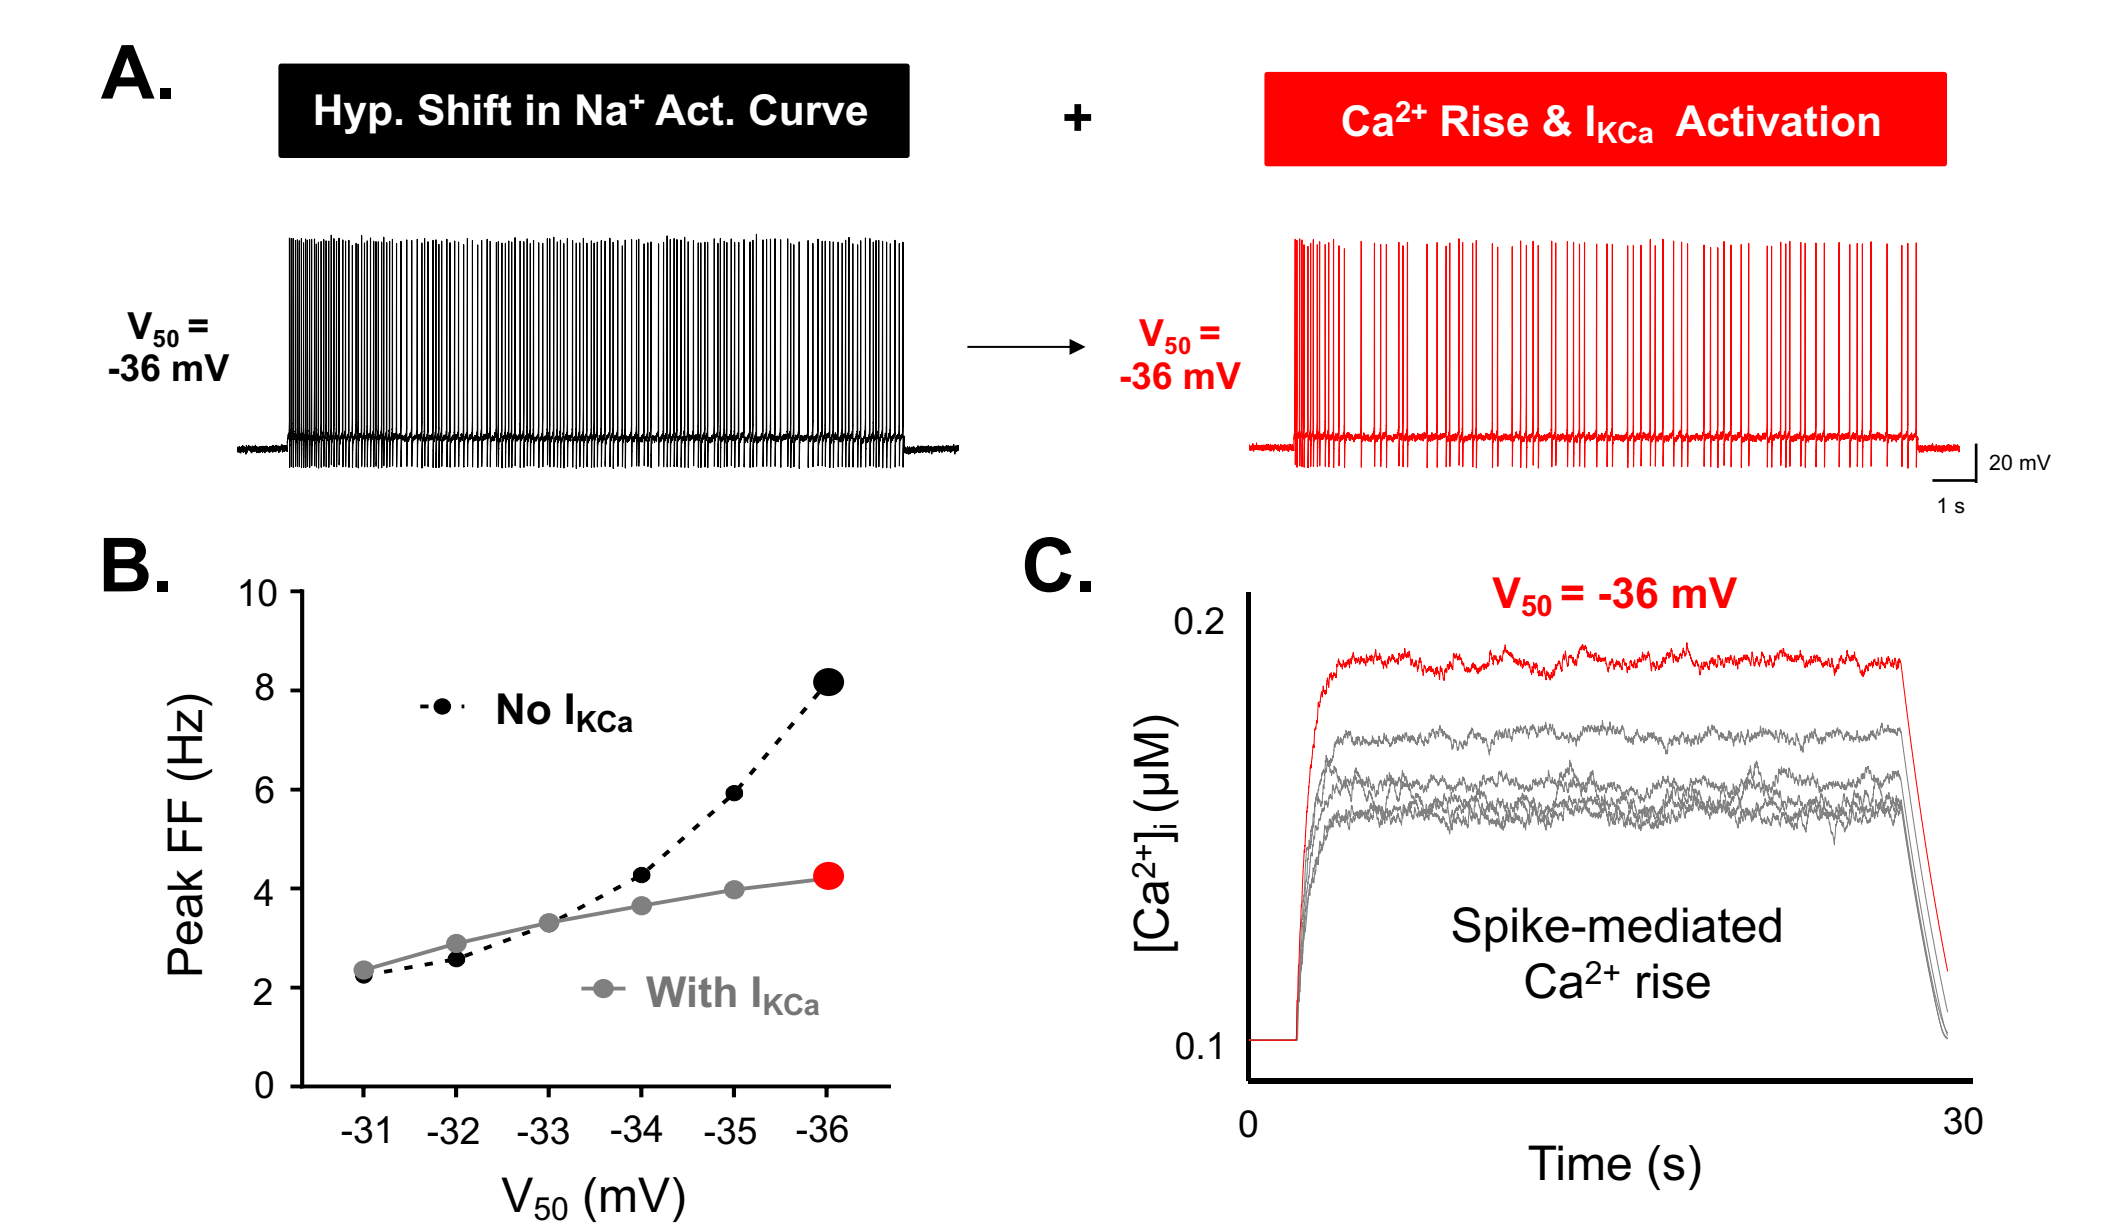 A.
Hyp. Shift in Na⁺ Act. Curve
+
Ca²⁺ Rise & I_KCa Activation
V₅₀ =
-36 mV
V₅₀ =
-36 mV
20 mV
1 s
B.
10
8
6
4
2
0
Peak FF (Hz)
No I_KCa
With I_KCa
-31
-32
-33
-34
-35
-36
V₅₀ (mV)
C.
V₅₀ = -36 mV
0.2
0.1
[Ca²⁺]ᵢ (µM)
Spike-mediated
Ca²⁺ rise
0
30
Time (s)